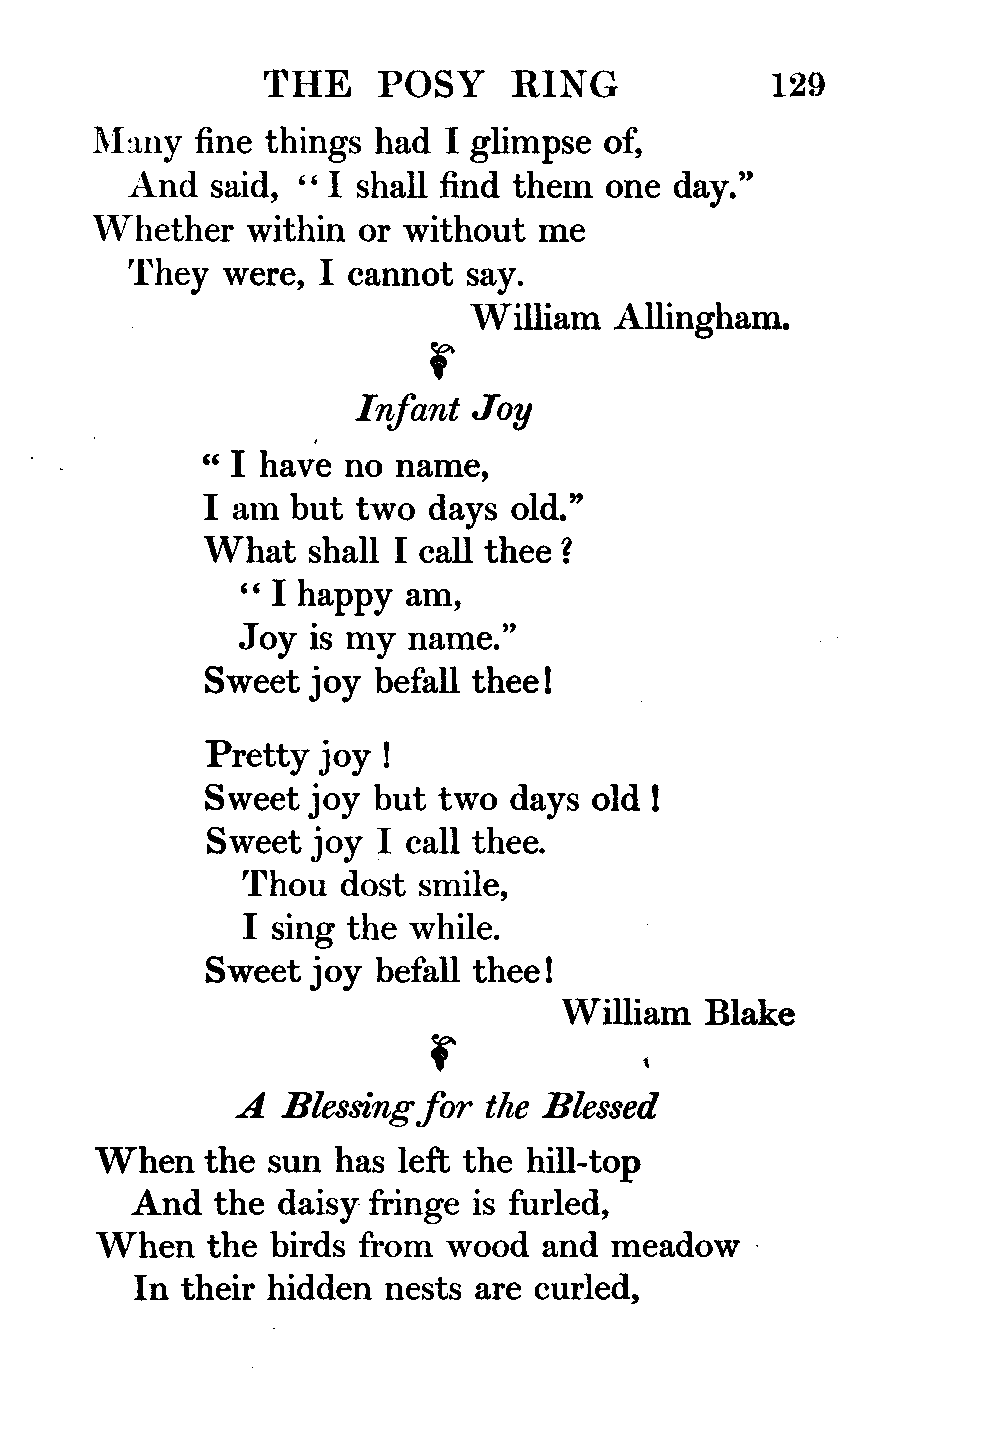 THE POSY RING 129
Many fine things had I glimpse of,
And said, “ I shall find them one day.”
Whether within or without me
They were, I cannot say.
William Allingham.
Infant Joy
“ I have no name,
I am but two days old.”
What shall I call thee ?
“ I happy am,
Joy is my name.”
Sweet joy befall thee!
Pretty joy !
Sweet joy but two days old !
Sweet joy I call thee.
Thou dost smile,
I sing the while.
Sweet joy befall thee!
William Blake
A Blessing for the Blessed
When the sun has left the hill-top
And the daisy fringe is furled,
When the birds from wood and meadow
In their hidden nests are curled,